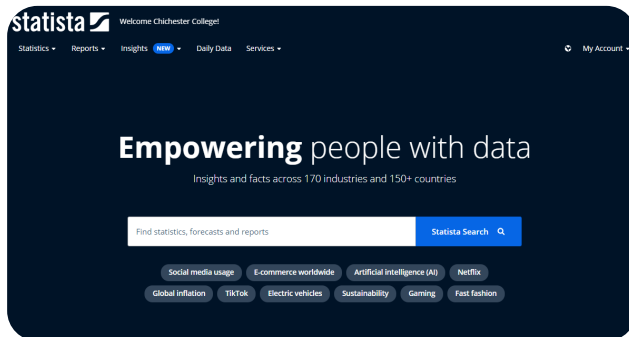 statista Welcome Chichester College!
Statistics Reports Insights NEW Daily Data Services My Account
Empowering people with data
Insights and facts across 170 industries and 150+ countries
Find statistics, forecasts and reports Statista Search
Social media usage E-commerce worldwide Artificial intelligence (AI) Netflix
Global inflation TikTok Electric vehicles Sustainability Gaming Fast fashion